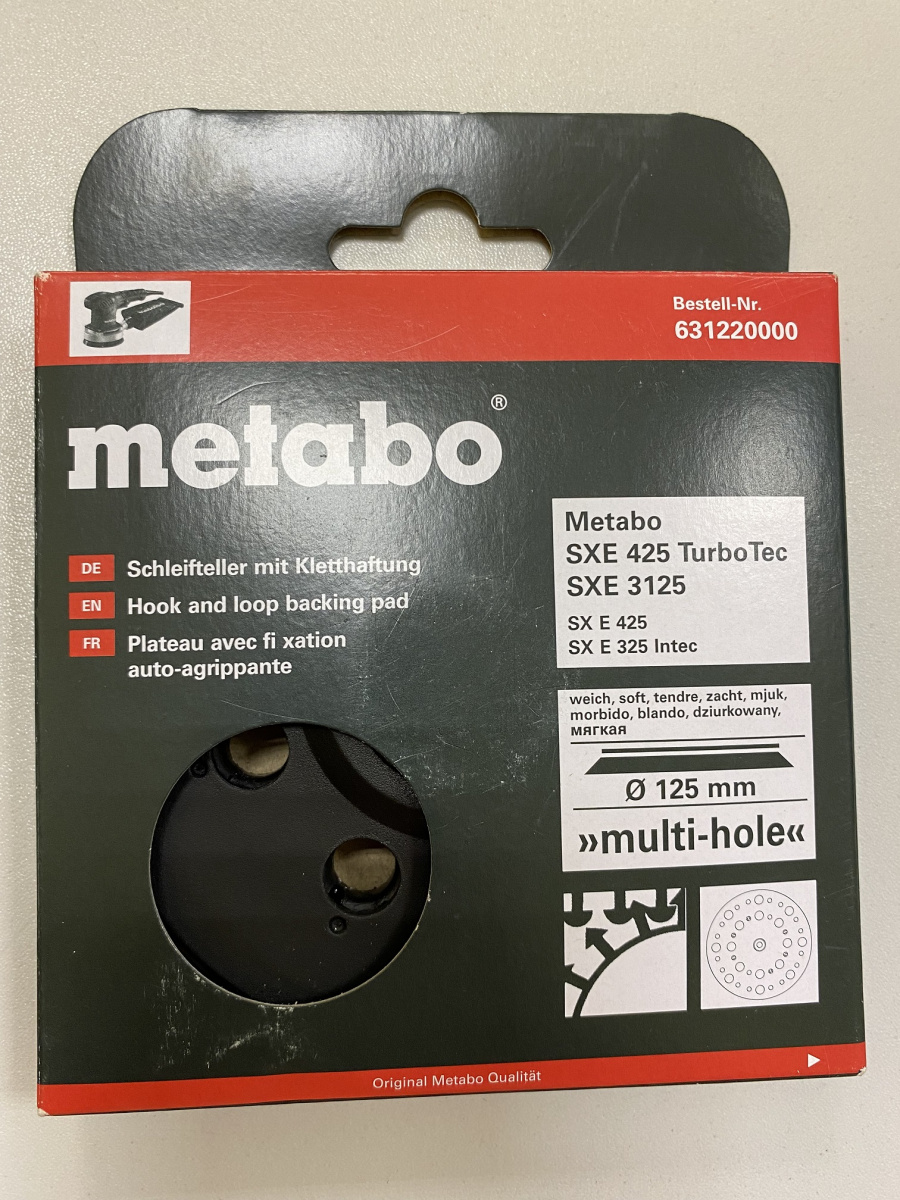 Bestell-Nr.
631220000
metabo®
DE Schleifteller mit Kletthaftung
EN Hook and loop backing pad
FR Plateau avec fi xation
auto-agrippante
Metabo
SXE 425 TurboTec
SXE 3125
SX E 425
SX E 325 Intec
weich, soft, tendre, zacht, mjuk,
morbido, blando, dziurkowany,
мягкая
Ø 125 mm
»multi-hole«
Original Metabo Qualität